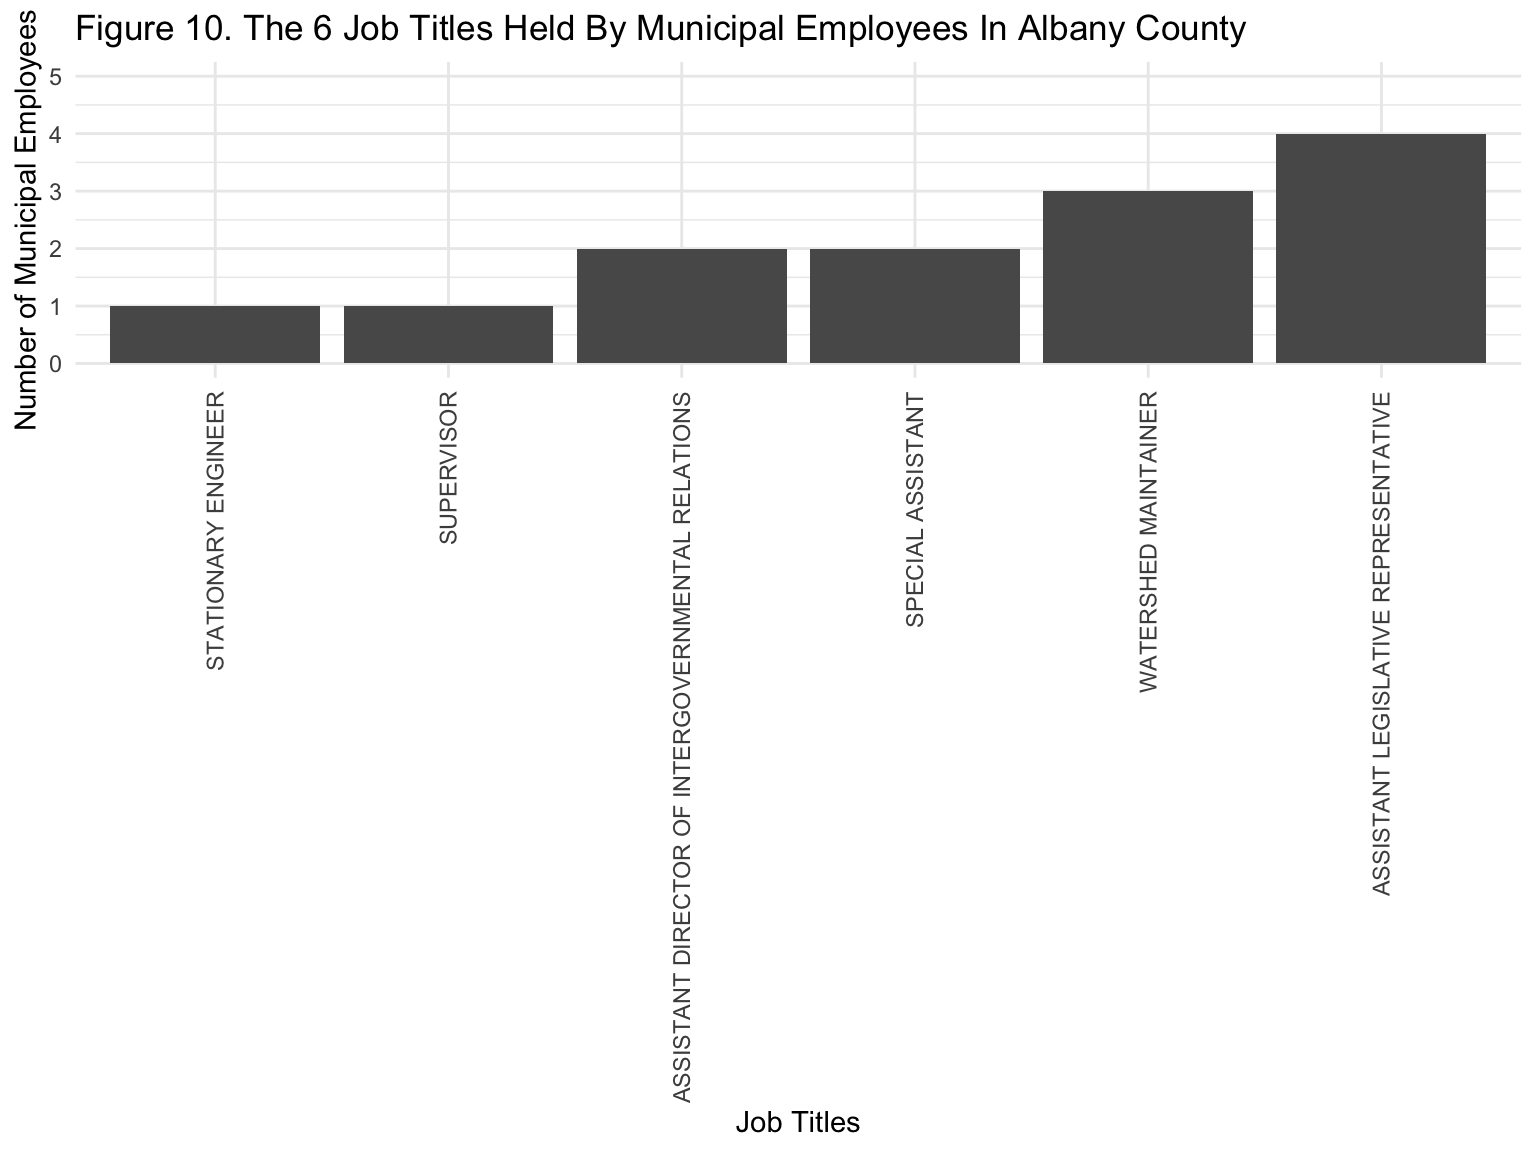 Figure 10. The 6 Job Titles Held By Municipal Employees In Albany County
Number of Municipal Employees
5
4
3
2
1
0
STATIONARY ENGINEER
SUPERVISOR
ASSISTANT DIRECTOR OF INTERGOVERNMENTAL RELATIONS
SPECIAL ASSISTANT
WATERSHED MAINTAINER
ASSISTANT LEGISLATIVE REPRESENTATIVE
Job Titles